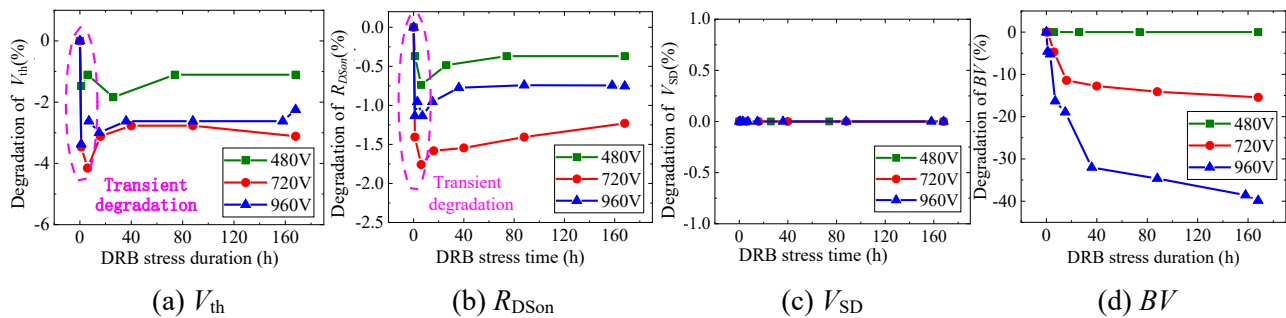 Degradation of Vth(%)
0
-2
-4
-6
0 40 80 120 160
DRB stress duration (h)
Transient
degradation
480V
720V
960V
(a) Vth
Degradation of RDSon(%)
0.0
-0.5
-1.0
-1.5
-2.0
-2.5
0 40 80 120 160
DRB stress time (h)
Transient
degradation
480V
720V
960V
(b) RDSon
Degradation of VSD(%)
1.0
0.5
0.0
-0.5
-1.0
0 40 80 120 160
DRB stress time (h)
480V
720V
960V
(c) VSD
Degradation of BV (%)
0
-10
-20
-30
-40
0 40 80 120 160
DRB stress duration (h)
480V
720V
960V
(d) BV